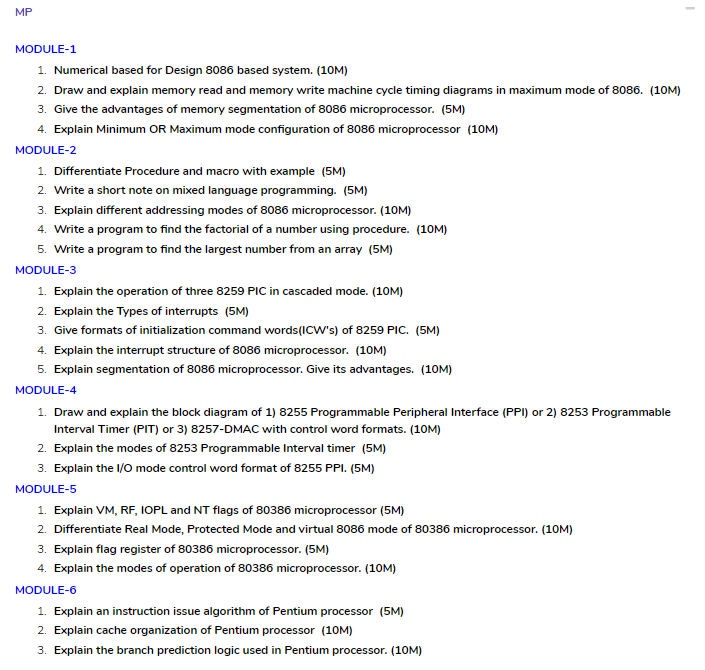 MP
MODULE-1
1. Numerical based for Design 8086 based system. (10M)
2. Draw and explain memory read and memory write machine cycle timing diagrams in maximum mode of 8086. (10M)
3. Give the advantages of memory segmentation of 8086 microprocessor. (5M)
4. Explain Minimum OR Maximum mode configuration of 8086 microprocessor (10M)
MODULE-2
1. Differentiate Procedure and macro with example (5M)
2. Write a short note on mixed language programming. (5M)
3. Explain different addressing modes of 8086 microprocessor. (10M)
4. Write a program to find the factorial of a number using procedure. (10M)
5. Write a program to find the largest number from an array (5M)
MODULE-3
1. Explain the operation of three 8259 PIC in cascaded mode. (10M)
2. Explain the Types of interrupts (5M)
3. Give formats of initialization command words(ICW's) of 8259 PIC. (5M)
4. Explain the interrupt structure of 8086 microprocessor. (10M)
5. Explain segmentation of 8086 microprocessor. Give its advantages. (10M)
MODULE-4
1. Draw and explain the block diagram of 1) 8255 Programmable Peripheral Interface (PPI) or 2) 8253 Programmable
Interval Timer (PIT) or 3) 8257-DMAC with control word formats. (10M)
2. Explain the modes of 8253 Programmable Interval timer (5M)
3. Explain the I/O mode control word format of 8255 PPI. (5M)
MODULE-5
1. Explain VM, RF, IOPL and NT flags of 80386 microprocessor (5M)
2. Differentiate Real Mode, Protected Mode and virtual 8086 mode of 80386 microprocessor. (10M)
3. Explain flag register of 80386 microprocessor. (5M)
4. Explain the modes of operation of 80386 microprocessor. (10M)
MODULE-6
1. Explain an instruction issue algorithm of Pentium processor (5M)
2. Explain cache organization of Pentium processor (10M)
3. Explain the branch prediction logic used in Pentium processor. (10M)